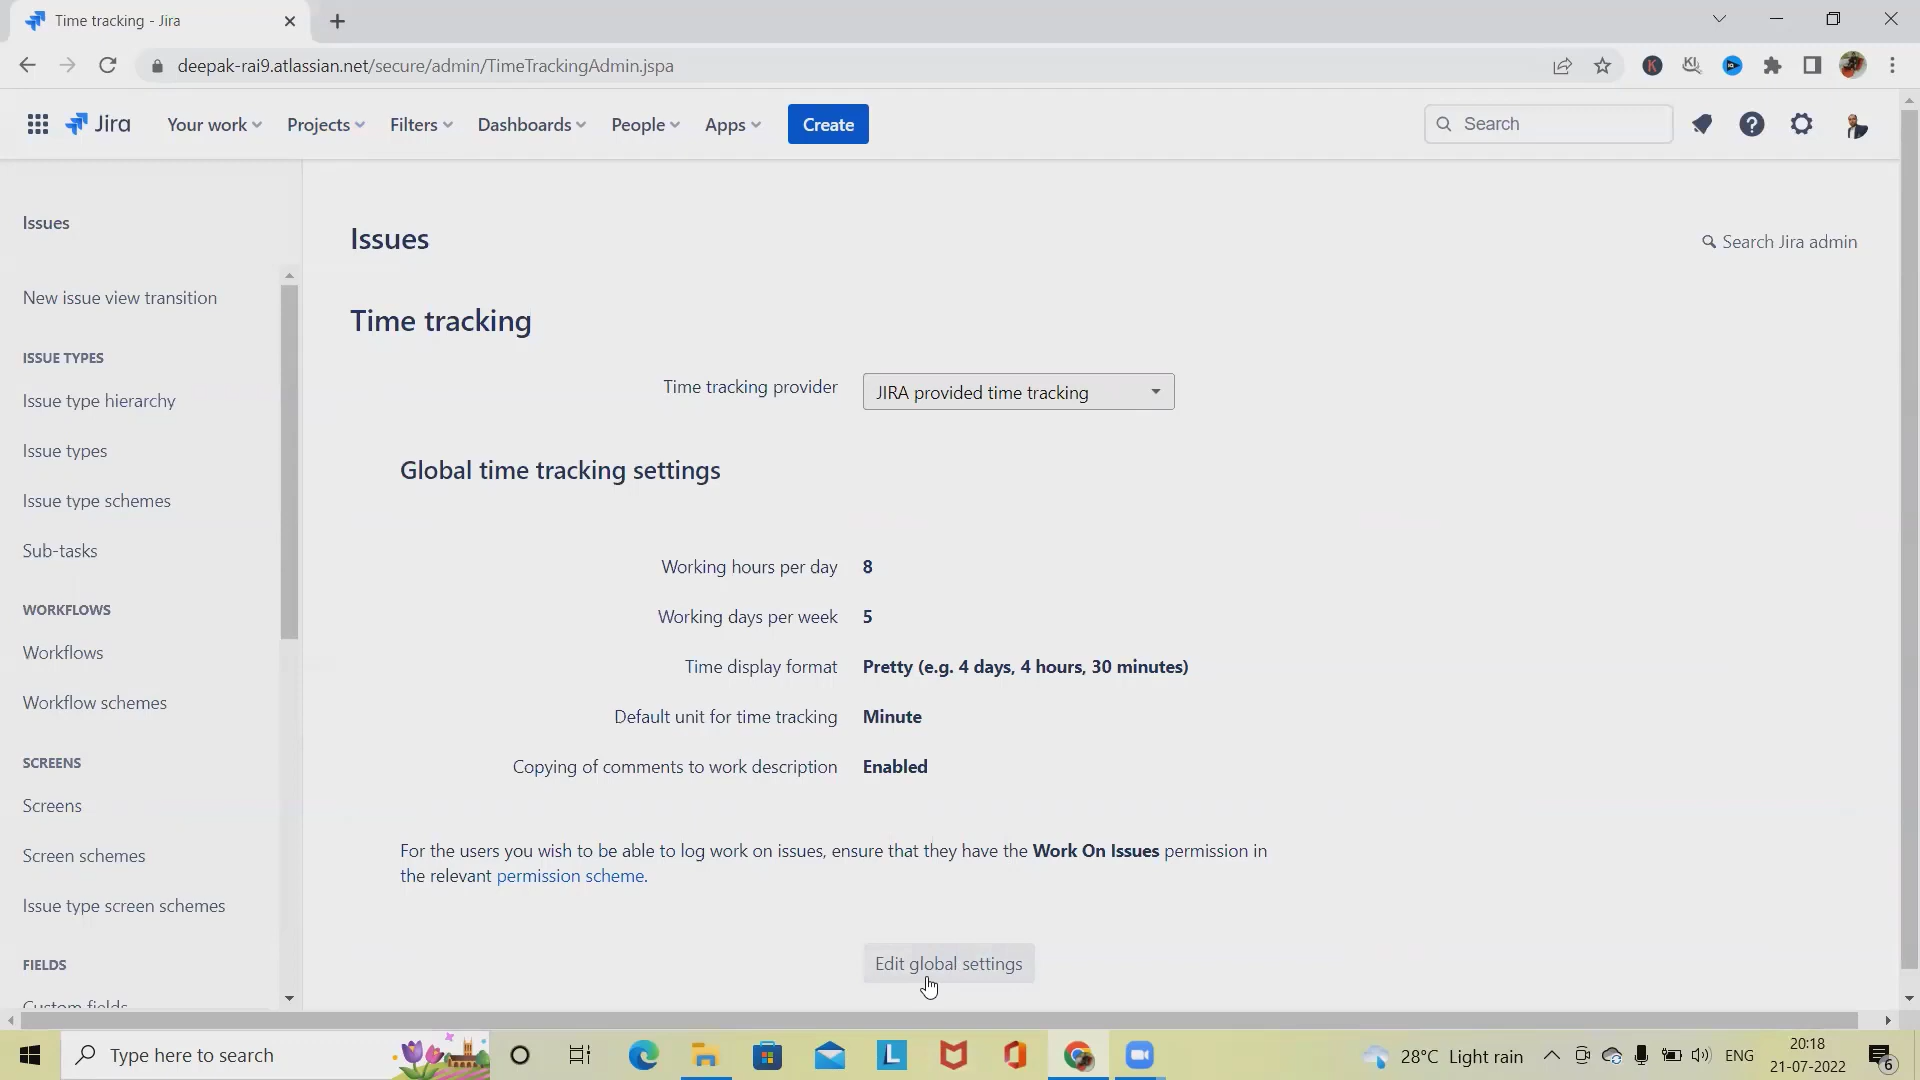 Time tracking - Jira
deepak-rai9.atlassian.net/secure/admin/TimeTrackingAdmin.jspa
Jira Your work Projects Filters Dashboards People Apps Create Search
Issues
New issue view transition
ISSUE TYPES
Issue type hierarchy
Issue types
Issue type schemes
Sub-tasks
WORKFLOWS
Workflows
Workflow schemes
SCREENS
Screens
Screen schemes
Issue type screen schemes
FIELDS
Custom fields
Issues
Search Jira admin
Time tracking
Time tracking provider JIRA provided time tracking
Global time tracking settings
Working hours per day 8
Working days per week 5
Time display format Pretty (e.g. 4 days, 4 hours, 30 minutes)
Default unit for time tracking Minute
Copying of comments to work description Enabled
For the users you wish to be able to log work on issues, ensure that they have the Work On Issues permission in
the relevant permission scheme.
Edit global settings
Type here to search
28°C Light rain
ENG
20:18
21-07-2022
6